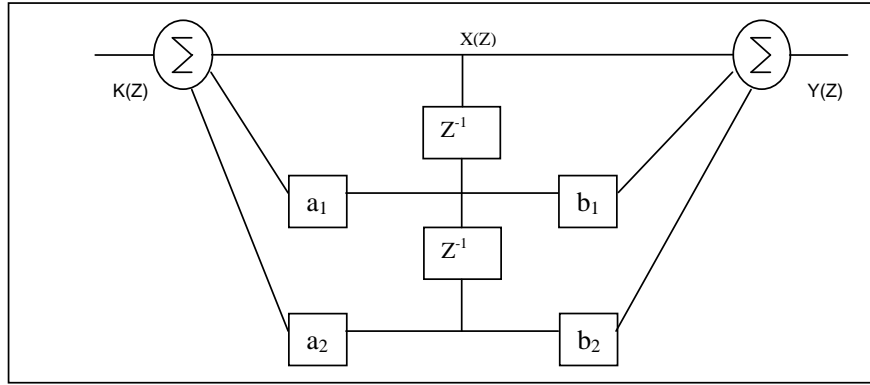 Σ X(Z) Σ
K(Z) Y(Z)
Z⁻¹
a₁ b₁
Z⁻¹
a₂ b₂